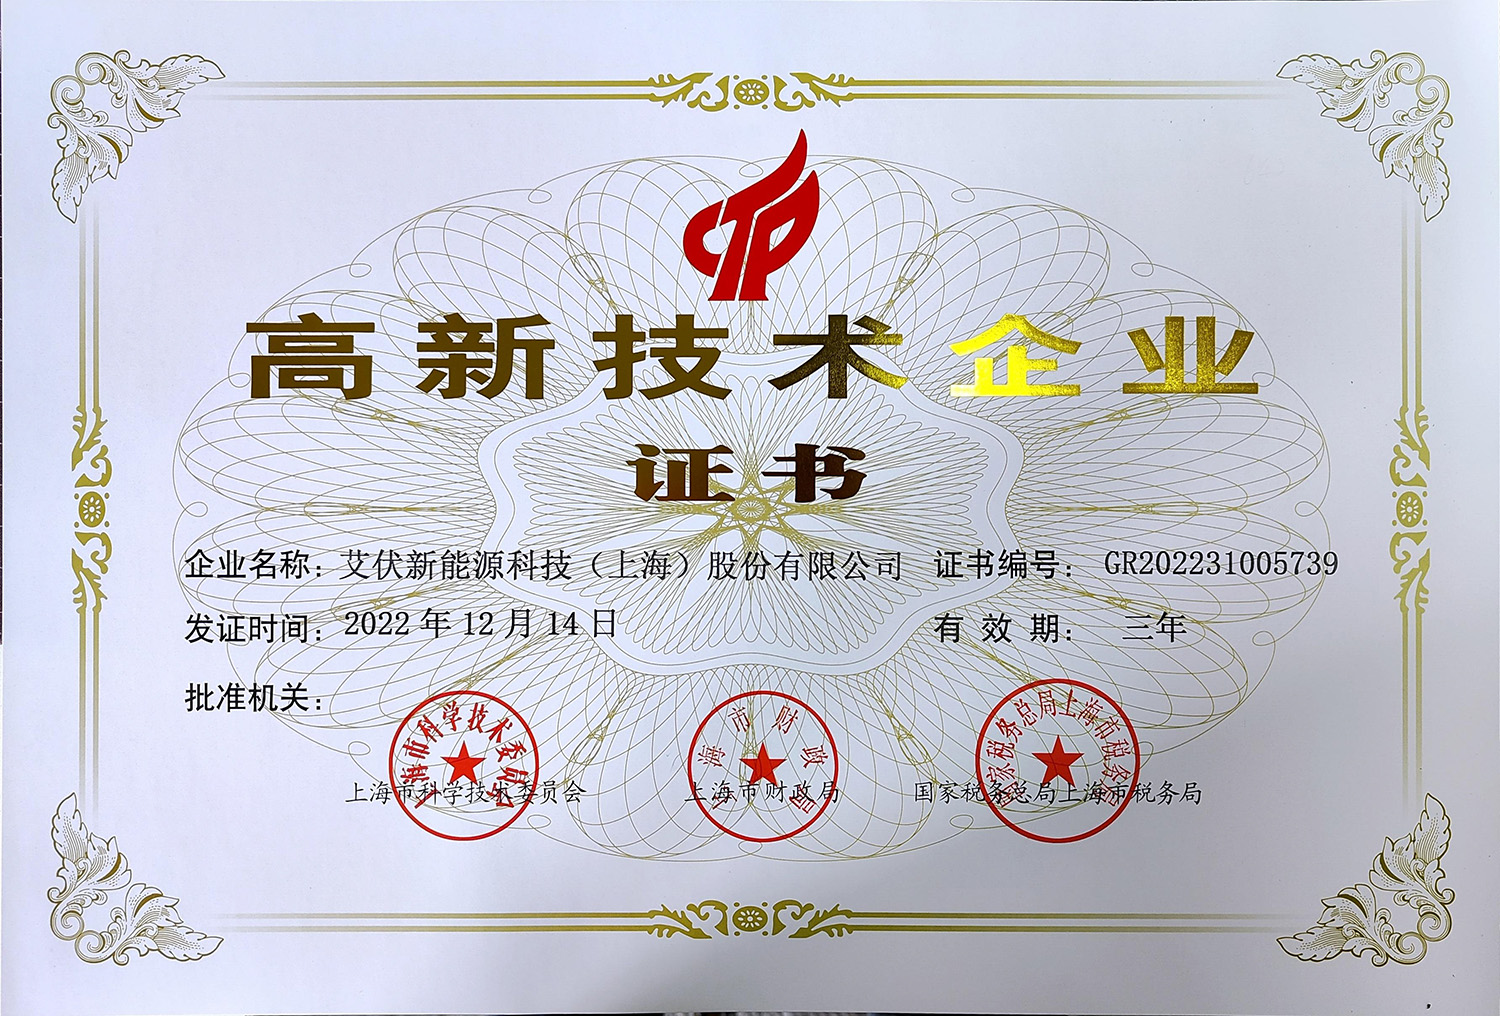 高新技术企业
证书
企业名称：艾伏新能源科技（上海）股份有限公司 证书编号： GR202231005739
发证时间：2022 年 12 月 14 日 有 效 期： 三年
批准机关：
上海市科学技术委员会
上海市财政局
国家税务总局上海市税务局
上海市科学技术委员会 上海市财政局 国家税务总局上海市税务局